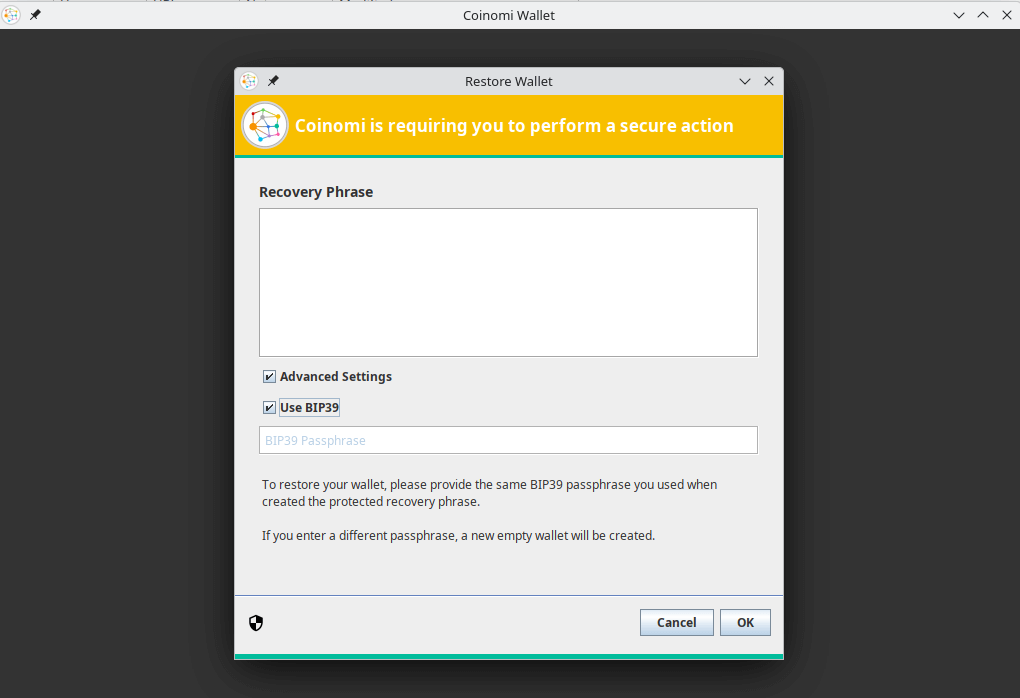 Coinomi Wallet
Restore Wallet
Coinomi is requiring you to perform a secure action
Recovery Phrase
Advanced Settings
Use BIP39
BIP39 Passphrase
To restore your wallet, please provide the same BIP39 passphrase you used when
created the protected recovery phrase.
If you enter a different passphrase, a new empty wallet will be created.
Cancel
OK